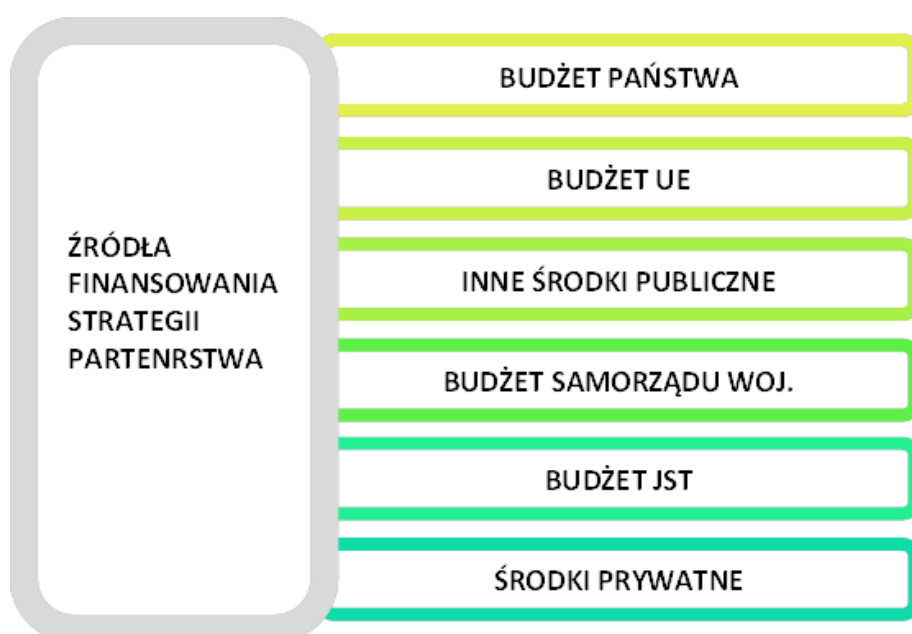 ŹRÓDŁA
FINANSOWANIA
STRATEGII
PARTENRSTWA
BUDŻET PAŃSTWA
BUDŻET UE
INNE ŚRODKI PUBLICZNE
BUDŻET SAMORZĄDU WOJ.
BUDŻET JST
ŚRODKI PRYWATNE